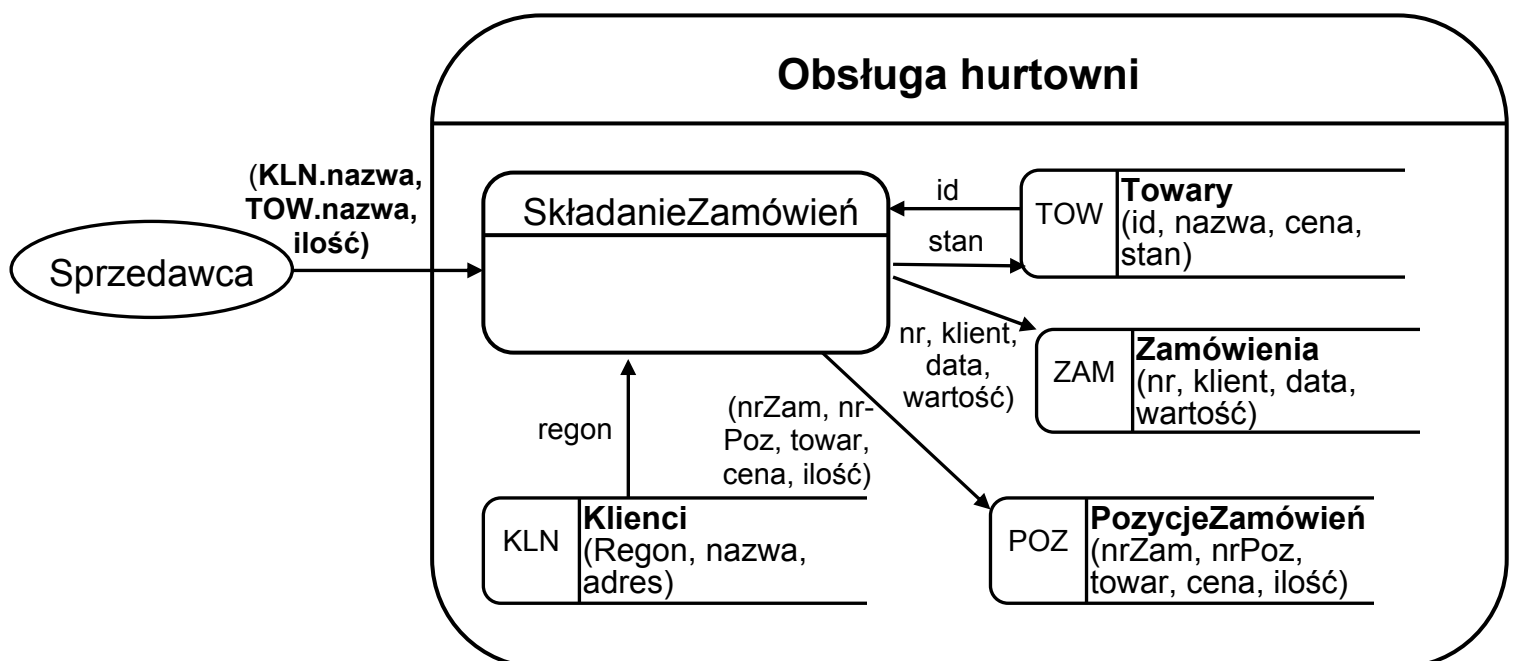 Obsługa hurtowni
(KLN.nazwa,
TOW.nazwa,
ilość)
Sprzedawca
SkładanieZamówień
id
stan
TOW
Towary
(id, nazwa, cena,
stan)
nr, klient,
data,
wartość)
ZAM
Zamówienia
(nr, klient, data,
wartość)
regon
(nrZam, nr-
Poz, towar,
cena, ilość)
KLN
Klienci
(Regon, nazwa,
adres)
POZ
PozycjeZamówień
(nrZam, nrPoz,
towar, cena, ilość)